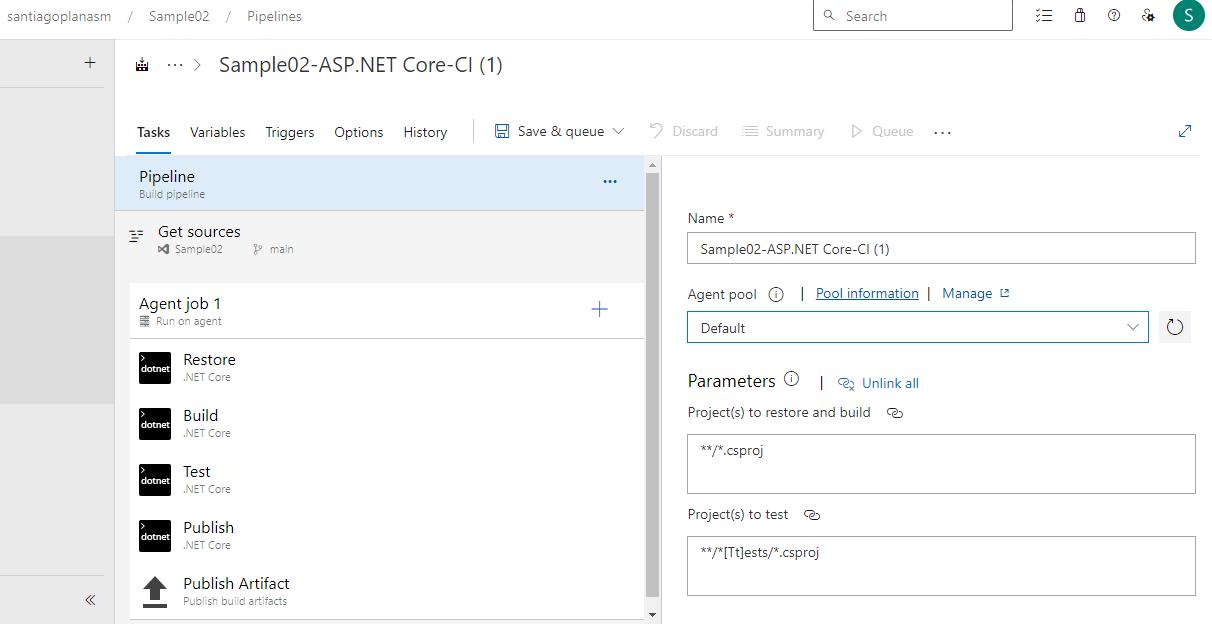 santiagoplanasm / Sample02 / Pipelines
Search
S
Sample02-ASP.NET Core-CI (1)
Tasks Variables Triggers Options History Save & queue Discard Summary Queue
Pipeline
Build pipeline
Get sources
Sample02 main
Agent job 1
Run on agent
dotnet Restore
.NET Core
dotnet Build
.NET Core
dotnet Test
.NET Core
dotnet Publish
.NET Core
Publish Artifact
Publish build artifacts
Name *
Sample02-ASP.NET Core-CI (1)
Agent pool | Pool information | Manage
Default
Parameters | Unlink all
Project(s) to restore and build
**/*.csproj
Project(s) to test
**/*[Tt]ests/*.csproj